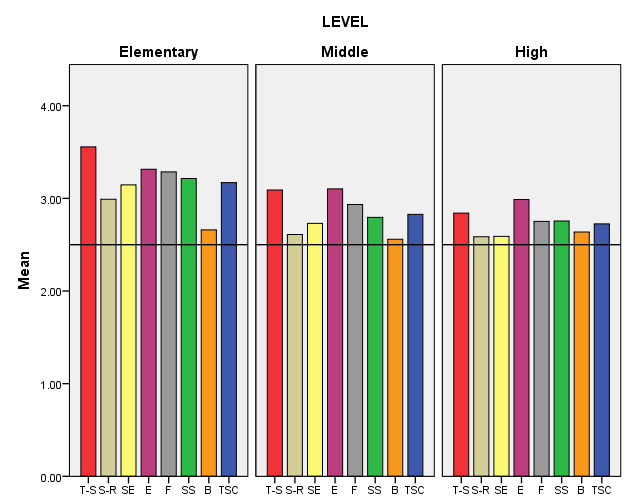 LEVEL
Elementary Middle High
4.00
3.00
2.00
1.00
0.00
Mean
T-S S-R SE E F SS B TSC T-S S-R SE E F SS B TSC T-S S-R SE E F SS B TSC